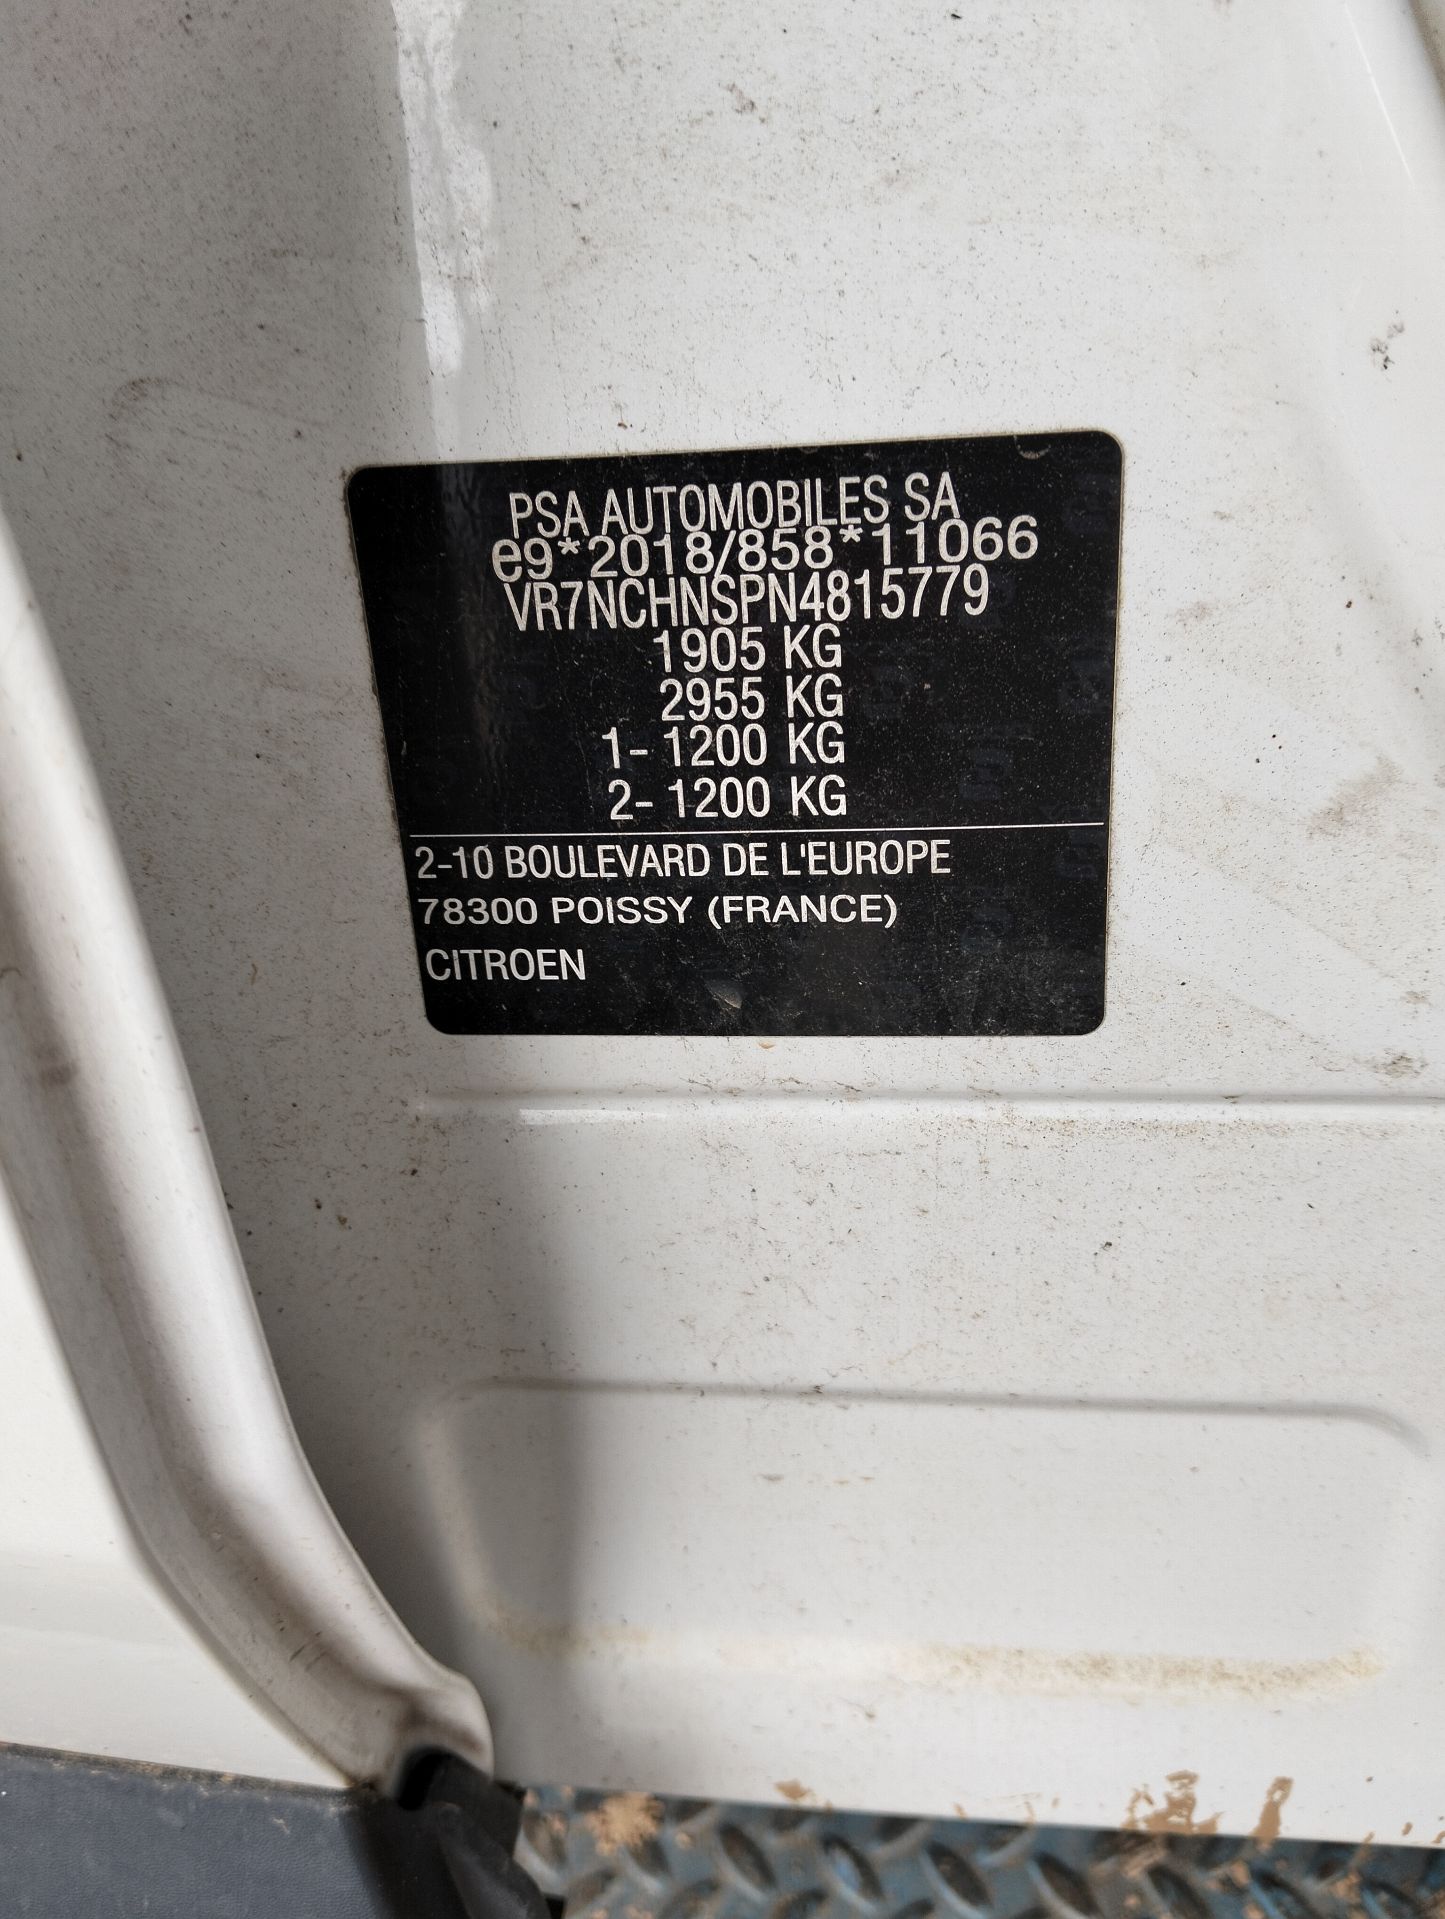 PSA AUTOMOBILES SA
e9*2018/858*11066
VR7NCHNSPN4815779
1905 KG
2955 KG
1- 1200 KG
2- 1200 KG
2-10 BOULEVARD DE L'EUROPE
78300 POISSY (FRANCE)
CITROEN